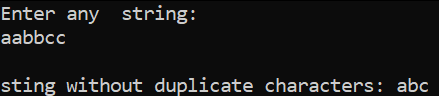 Enter any  string:
aabbcc
sting without duplicate characters: abc